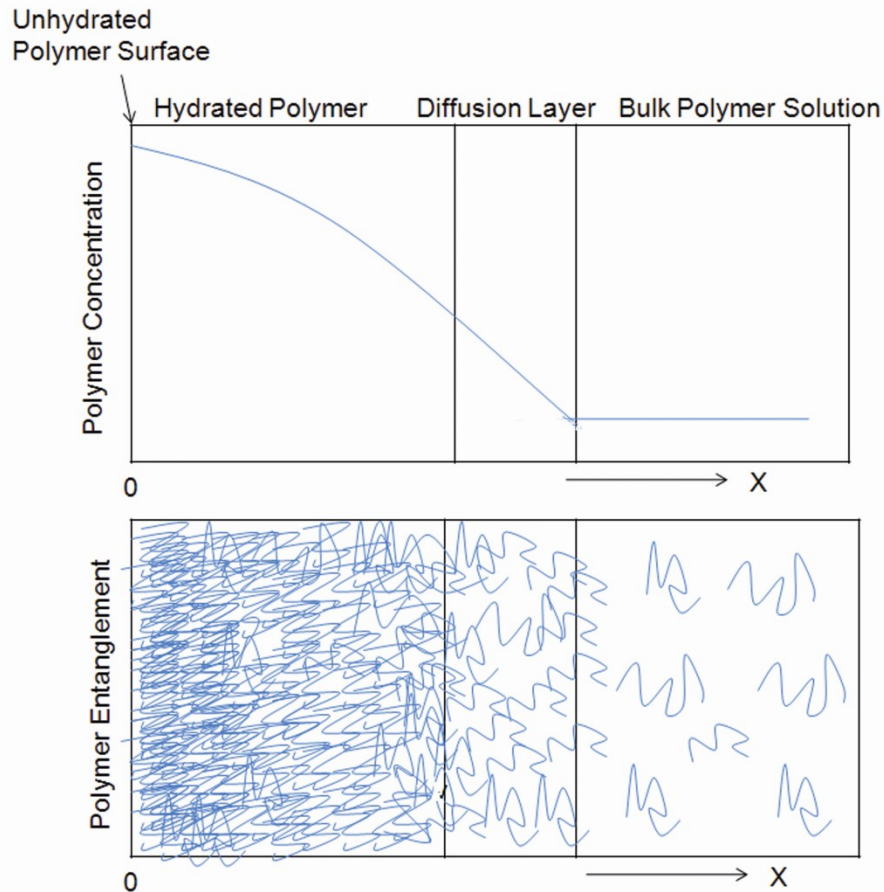 Unhydrated
Polymer Surface
Hydrated Polymer
Diffusion Layer
Bulk Polymer Solution
Polymer Concentration
0
X
Polymer Entanglement
0
X